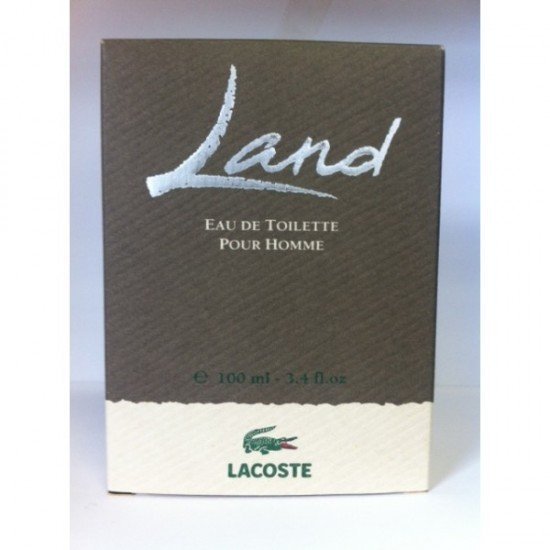 Land
EAU DE TOILETTE
POUR HOMME
℮ 100 ml - 3.4 fl.oz
LACOSTE